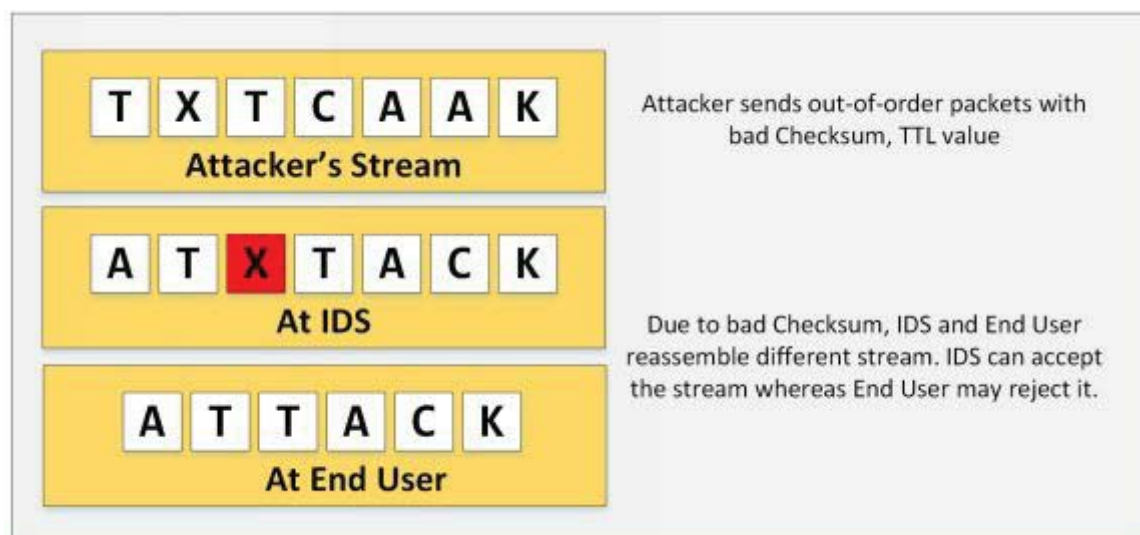 T X T C A A K
Attacker's Stream
Attacker sends out-of-order packets with
bad Checksum, TTL value
A T X T A C K
At IDS
Due to bad Checksum, IDS and End User
reassemble different stream. IDS can accept
the stream whereas End User may reject it.
A T T A C K
At End User